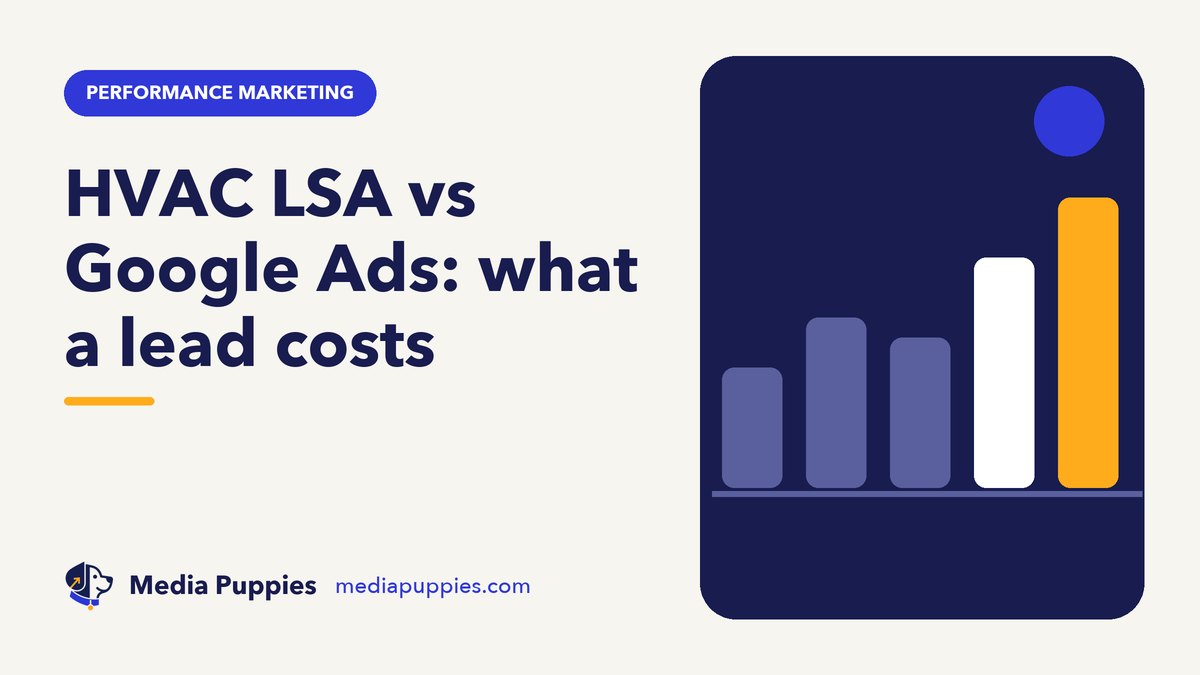 PERFORMANCE MARKETING
HVAC LSA vs
Google Ads: what
a lead costs
Media Puppies mediapuppies.com